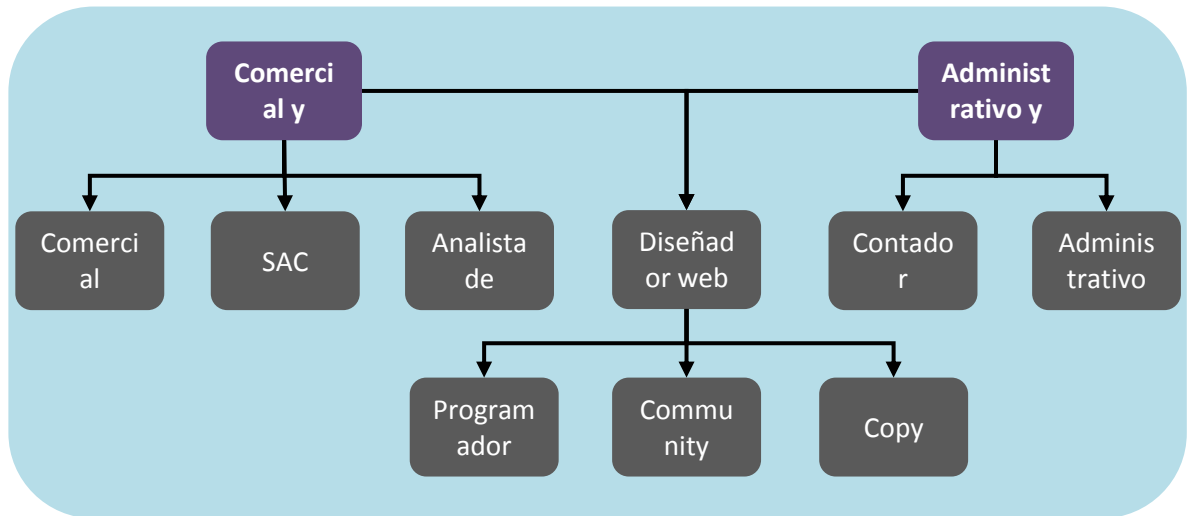 Comerci
al y
Administ
rativo y
Comerci
al
SAC
Analista
de
Diseñad
or web
Contado
r
Adminis
trativo
Program
ador
Commu
nity
Copy